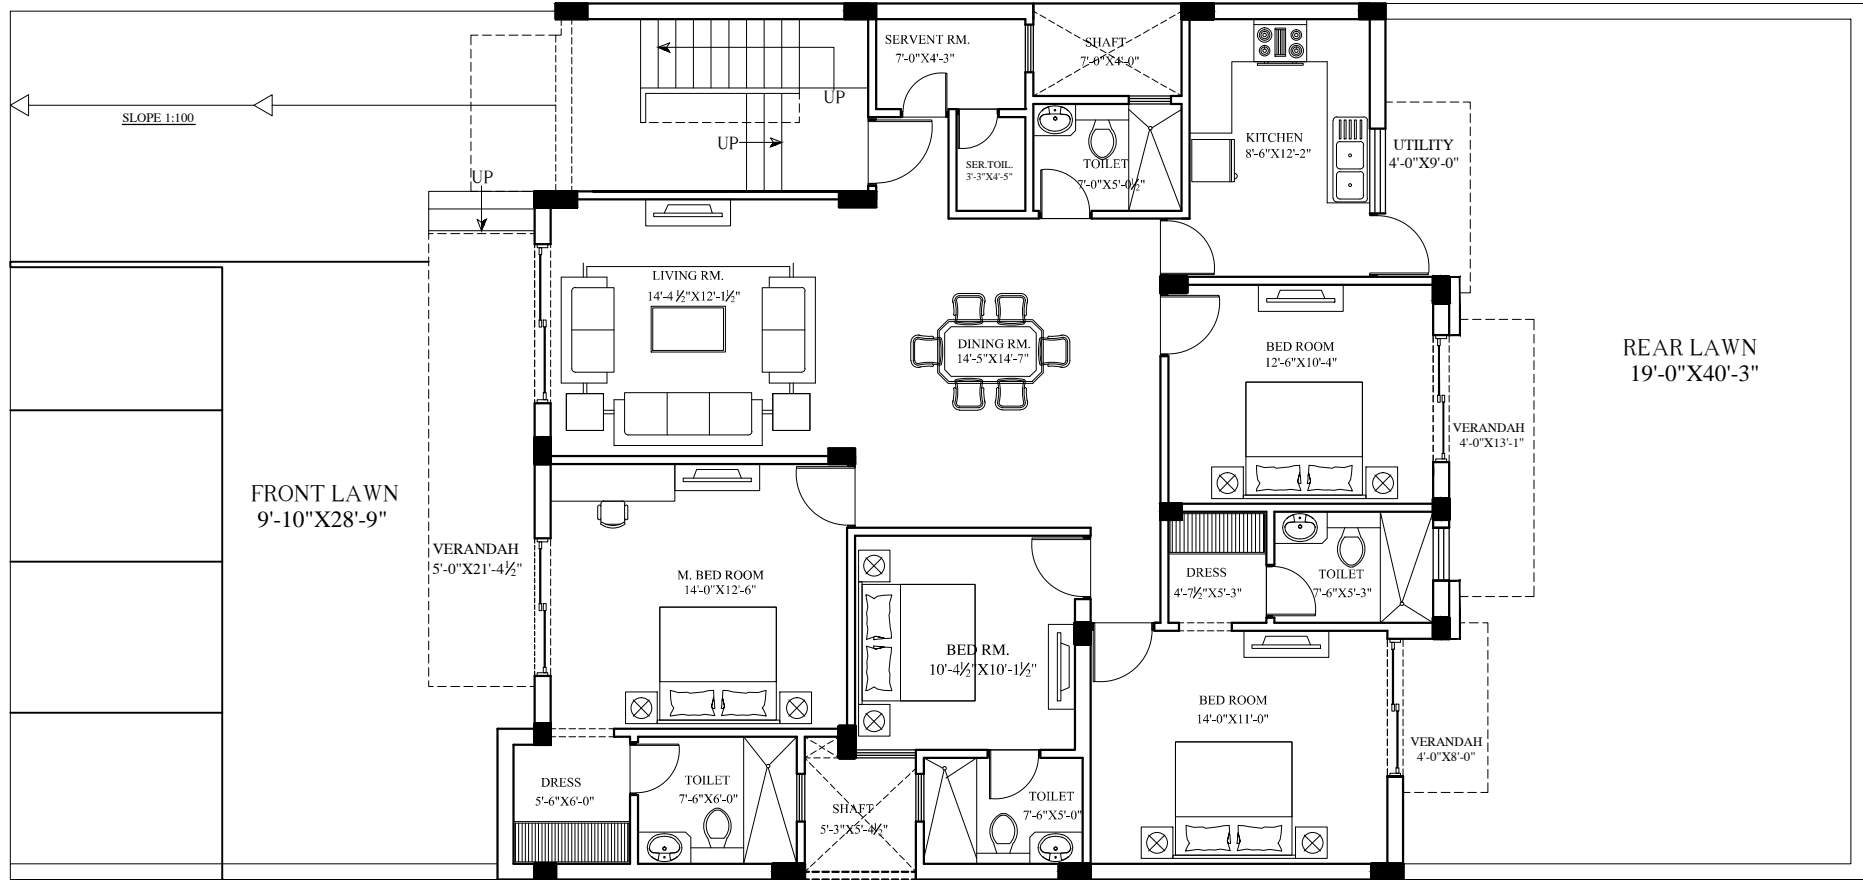 SERVENT RM.
7'-0"X4'-3"
SHAFT
7'-0"X4'-0"
UP
SLOPE 1:100
UP
KITCHEN
8'-6"X12'-2"
UTILITY
4'-0"X9'-0"
SER.TOIL.
3'-3"X4'-5"
TOILET
7'-0"X5'-0½"
UP
LIVING RM.
14'-4½"X12'-1½"
DINING RM.
14'-5"X14'-7"
BED ROOM
12'-6"X10'-4"
REAR LAWN
19'-0"X40'-3"
VERANDAH
4'-0"X13'-1"
FRONT LAWN
9'-10"X28'-9"
VERANDAH
5'-0"X21'-4½"
M. BED ROOM
14'-0"X12'-6"
DRESS
4'-7½"X5'-3"
TOILET
7'-6"X5'-3"
BED RM.
10'-4½"X10'-1½"
BED ROOM
14'-0"X11'-0"
VERANDAH
4'-0"X8'-0"
DRESS
5'-6"X6'-0"
TOILET
7'-6"X6'-0"
SHAFT
5'-3"X5'-4½"
TOILET
7'-6"X5'-0"